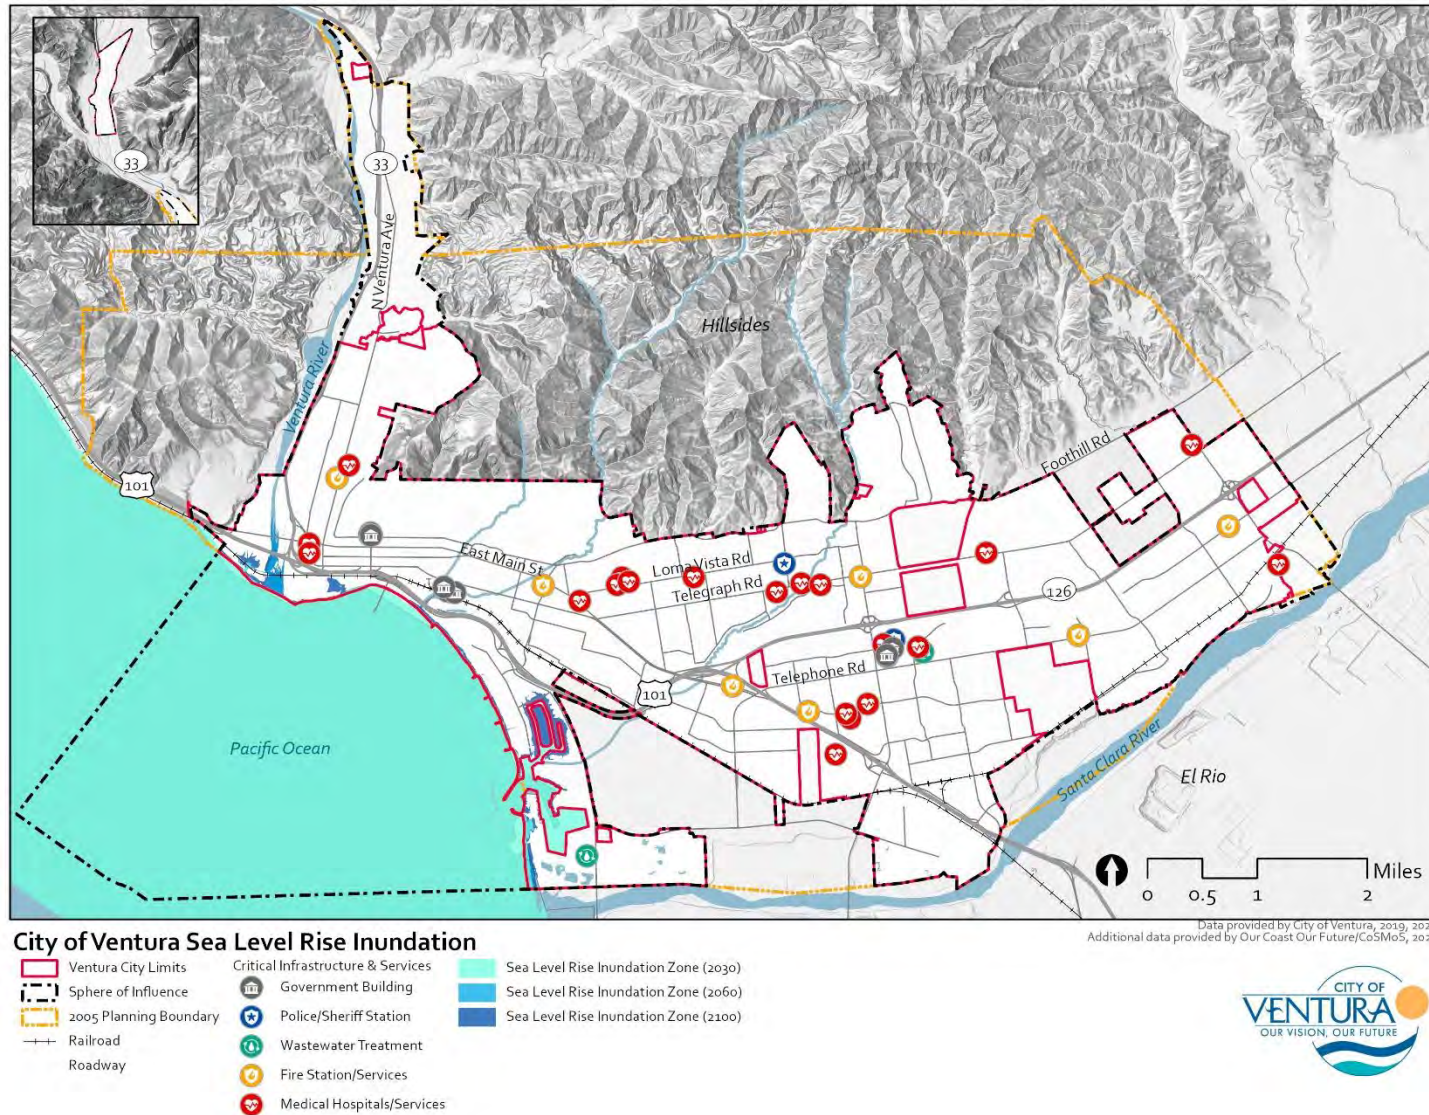 33
33
N Ventura Ave
Hillsides
Ventura River
Foothill Rd
101
East Main St
Loma Vista Rd
Telegraph Rd
126
Telephone Rd
101
Pacific Ocean
Santa Clara River
El Rio
Miles
0 0.5 1 2
Data provided by City of Ventura, 2019,
Additional data provided by Our Coast Our Future/CoSMoS,
City of Ventura Sea Level Rise Inundation
Ventura City Limits
Sphere of Influence
2005 Planning Boundary
Railroad
Roadway
Critical Infrastructure & Services
Government Building
Police/Sheriff Station
Wastewater Treatment
Fire Station/Services
Medical Hospitals/Services
Sea Level Rise Inundation Zone (2030)
Sea Level Rise Inundation Zone (2060)
Sea Level Rise Inundation Zone (2100)
CITY OF
VENTURA
OUR VISION, OUR FUTURE